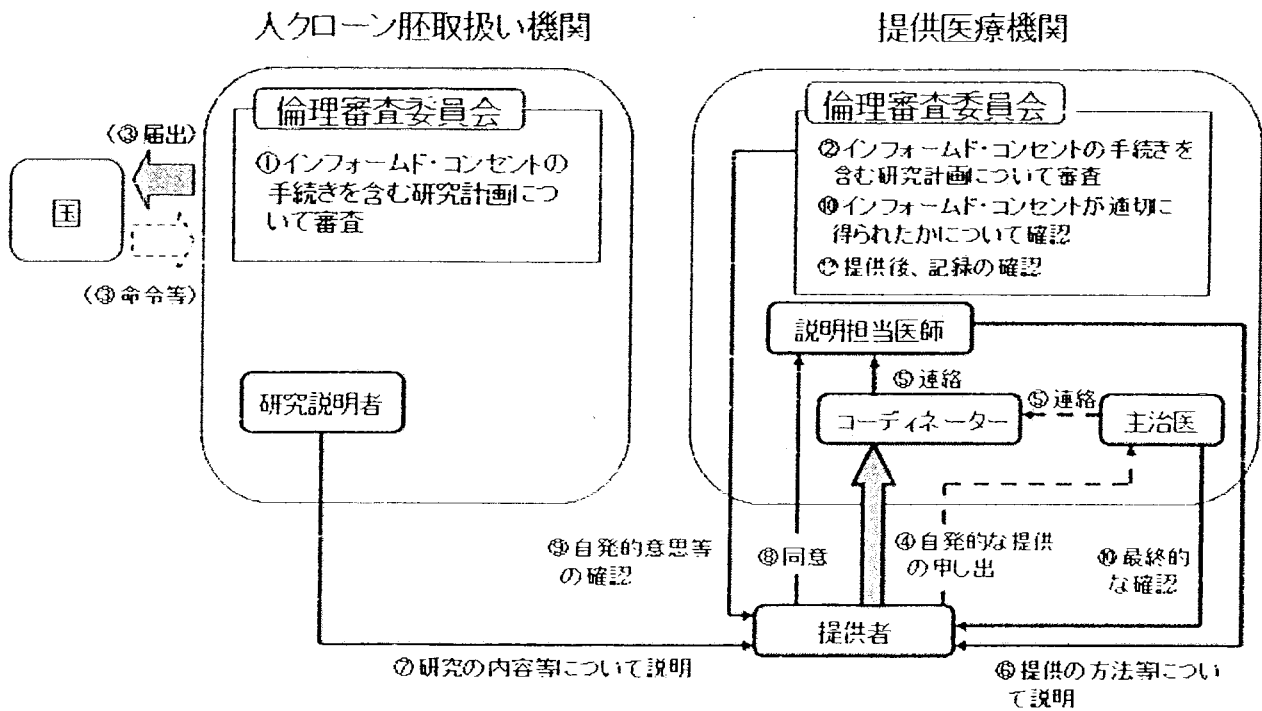 人クローン胚取扱い機関
提供医療機関
倫理審査委員会
①インフォームド・コンセントの
手続きを含む研究計画につ
いて審査
(③届出)
国
(③命令等)
研究説明者
倫理審査委員会
②インフォームド・コンセントの手続きを
含む研究計画について審査
⑩インフォームド・コンセントが適切に
得られたかについて確認
提供後、記録の確認
説明担当医師
⑤連絡
⑤連絡
コーディネーター
主治医
⑨自発的意思等
の確認
⑧同意
④自発的な提供
の申し出
⑩最終的
な確認
提供者
⑦研究の内容等について説明
⑥提供の方法等につい
て説明